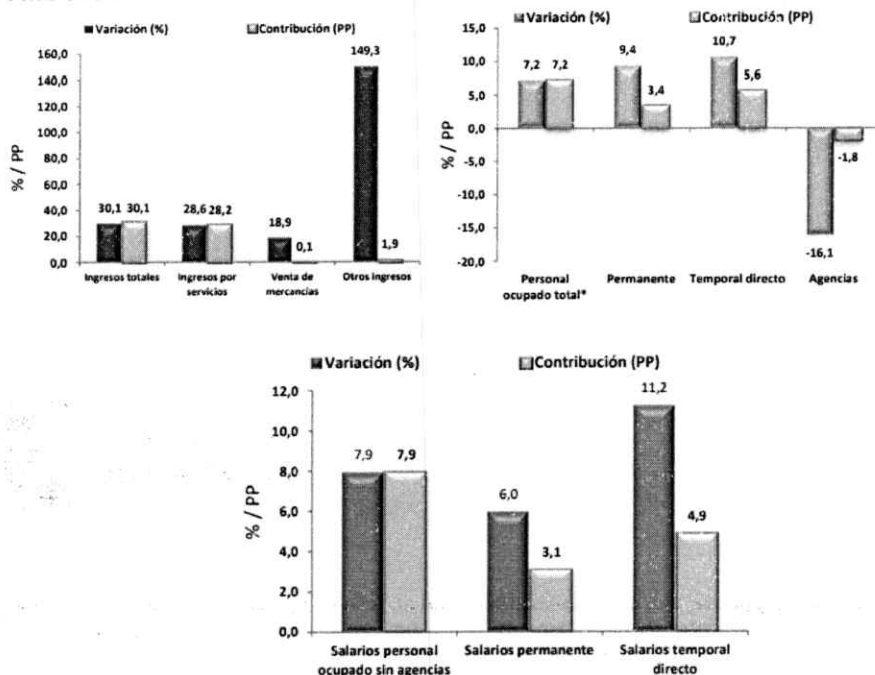 Variación (%) Contribución (PP)
% / PP
160,0
140,0
120,0
100,0
80,0
60,0
40,0
20,0
0,0
30,1 30,1
28,6 28,2
18,9 0,1
149,3 1,9
Ingresos totales
Ingresos por servicios
Venta de mercancías
Otros ingresos
Variación (%) Contribución (PP)
% / PP
15,0
10,0
5,0
0,0
-5,0
-10,0
-15,0
-20,0
7,2 7,2
9,4 3,4
10,7 5,6
-16,1 -1,8
Personal ocupado total*
Permanente
Temporal directo
Agencias
Variación (%) Contribución (PP)
% / PP
12,0
10,0
8,0
6,0
4,0
2,0
0,0
7,9 7,9
6,0 3,1
11,2 4,9
Salarios personal ocupado sin agencias
Salarios permanente
Salarios temporal directo